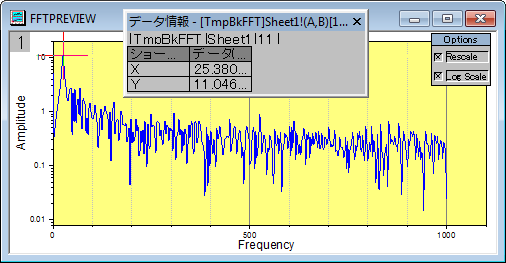 FFTPREVIEW
データ情報 - [TmpBkFFT]Sheet1!(A,B)[1...
[TmpBkFFT ]Sheet1 [11 ]
ショー... データ(...
X 25.380...
Y 11.046...
1
Options
Rescale
Log Scale
10
1
0.1
0.01
Amplitude
0 500 1000
Frequency